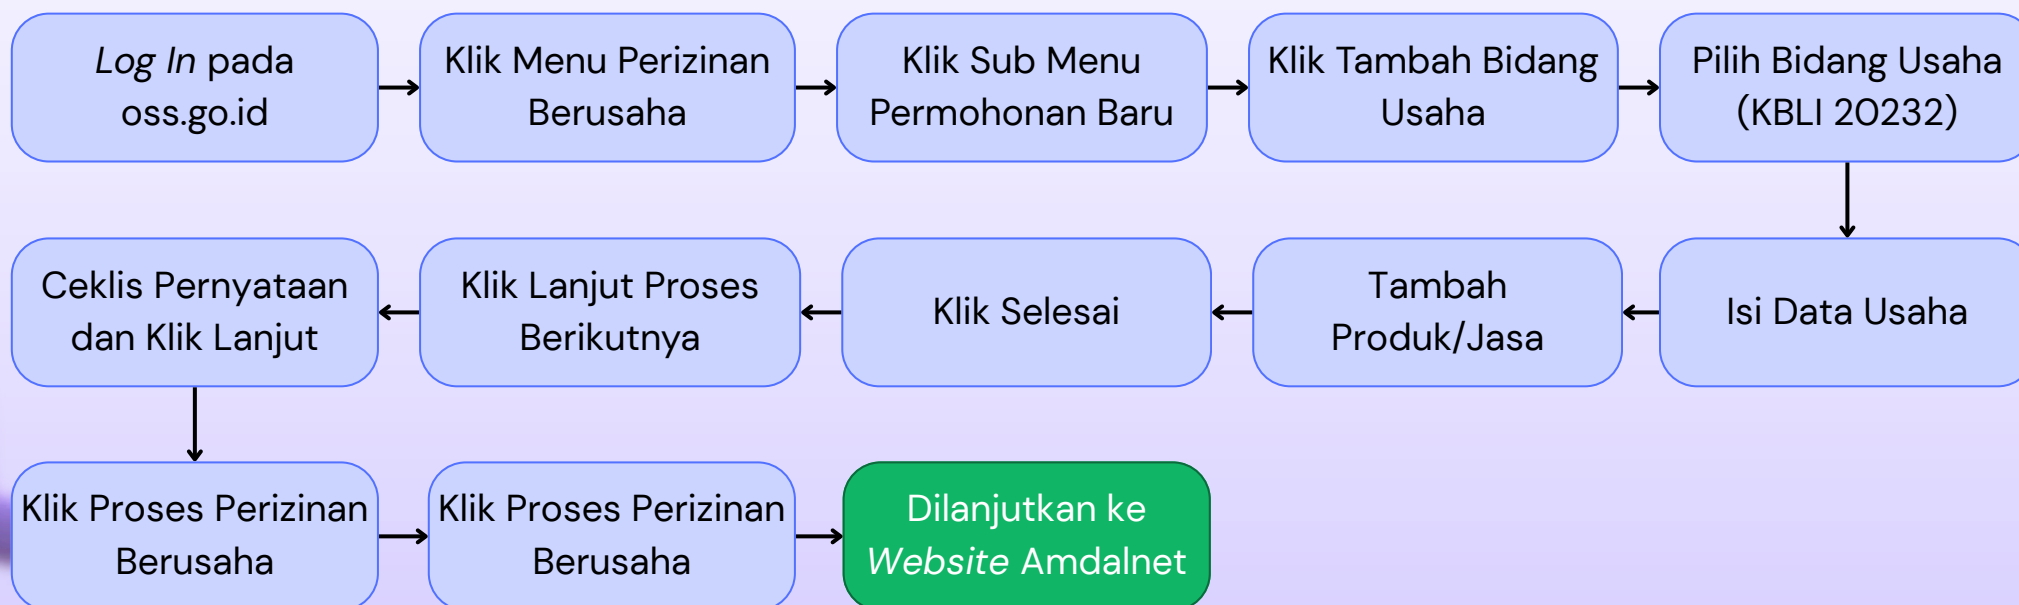 Log In pada
oss.go.id
Klik Menu Perizinan
Berusaha
Klik Sub Menu
Permohonan Baru
Klik Tambah Bidang
Usaha
Pilih Bidang Usaha
(KBLI 20232)
Isi Data Usaha
Tambah
Produk/Jasa
Klik Selesai
Klik Lanjut Proses
Berikutnya
Ceklis Pernyataan
dan Klik Lanjut
Klik Proses Perizinan
Berusaha
Klik Proses Perizinan
Berusaha
Dilanjutkan ke
Website Amdalnet